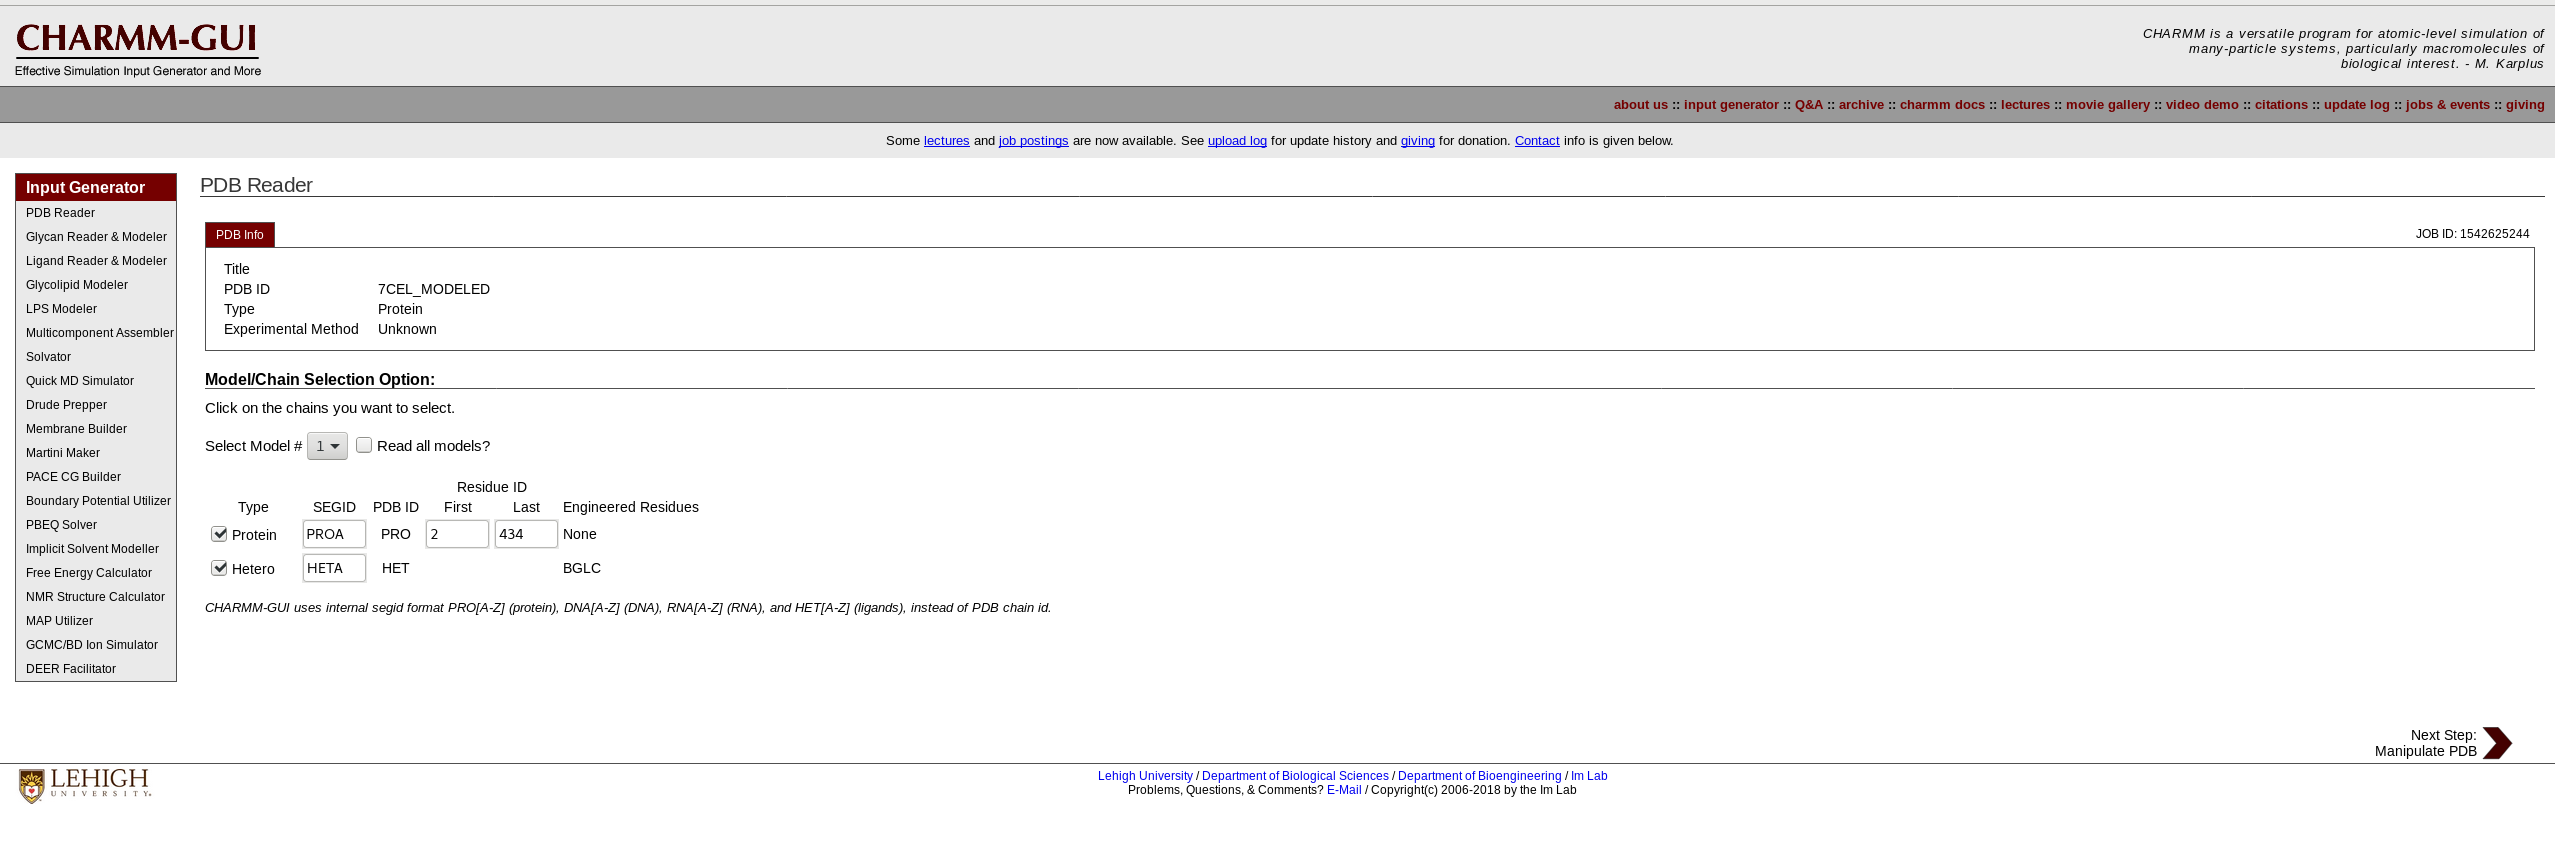 CHARMM-GUI
Effective Simulation Input Generator and More
CHARMM is a versatile program for atomic-level simulation of
many-particle systems, particularly macromolecules of
biological interest. - M. Karplus
about us :: input generator :: Q&A :: archive :: charmm docs :: lectures :: movie gallery :: video demo :: citations :: update log :: jobs & events :: giving
Some lectures and job postings are now available. See upload log for update history and giving for donation. Contact info is given below.
Input Generator
PDB Reader
Glycan Reader & Modeler
Ligand Reader & Modeler
Glycolipid Modeler
LPS Modeler
Multicomponent Assembler
Solvator
Quick MD Simulator
Drude Prepper
Membrane Builder
Martini Maker
PACE CG Builder
Boundary Potential Utilizer
PBEQ Solver
Implicit Solvent Modeller
Free Energy Calculator
NMR Structure Calculator
MAP Utilizer
GCMC/BD Ion Simulator
DEER Facilitator
PDB Reader
PDB Info
JOB ID: 1542625244
Title
PDB ID 7CEL_MODELED
Type Protein
Experimental Method Unknown
Model/Chain Selection Option:
Click on the chains you want to select.
Select Model # 1 Read all models?
Residue ID
Type SEGID PDB ID First Last Engineered Residues
Protein PROA PRO 2 434 None
Hetero HETA HET BGLC
CHARMM-GUI uses internal segid format PRO[A-Z] (protein), DNA[A-Z] (DNA), RNA[A-Z] (RNA), and HET[A-Z] (ligands), instead of PDB chain id.
Next Step:
Manipulate PDB
LEHIGH
UNIVERSITY
Lehigh University / Department of Biological Sciences / Department of Bioengineering / Im Lab
Problems, Questions, & Comments? E-Mail / Copyright(c) 2006-2018 by the Im Lab